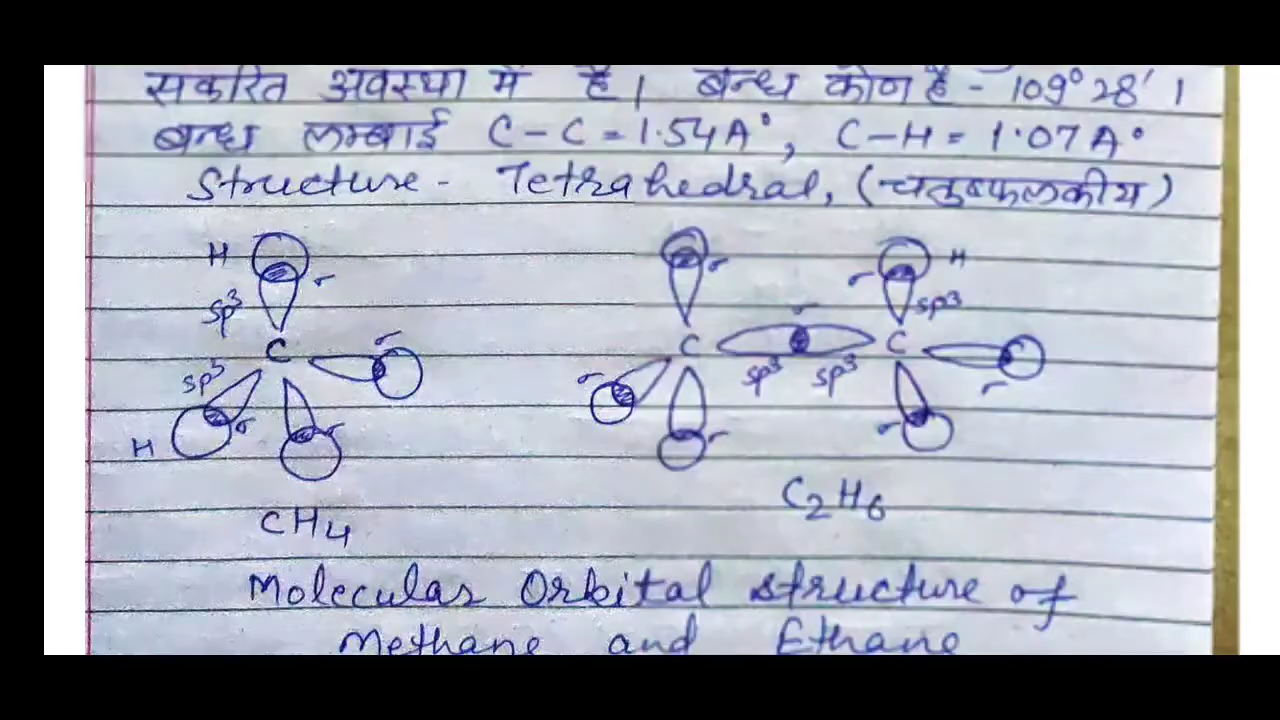 सकरित अवस्था में है। बन्ध कोण है - 109°28'।
बन्ध लम्बाई C-C = 1.54A°, C-H = 1.07A°
Structure - Tetrahedral, (चतुष्फलकीय)
H σ sp³ C σ sp³ σ H σ
σ σ H sp³ σ C sp³ sp³ C σ σ σ σ
CH₄
C₂H₆
Molecular Orbital structure of
Methane and Ethane